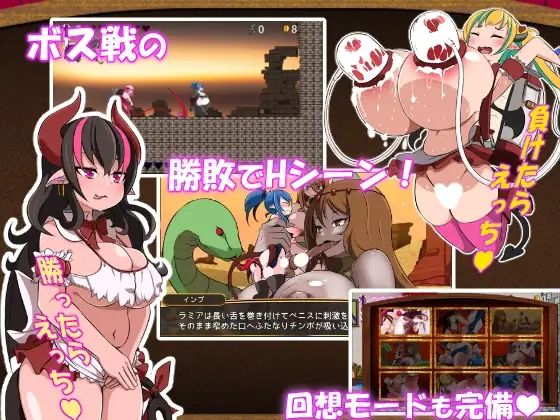 ボス戦の
0 8
勝敗でHシーン!
負けたら
えっち♥
勝ったら
えっち♥
インプ
ラミアは長い舌を巻き付けてペニスに刺激を
そのまま窄めた口へふたなりチンポが吸い込
回想モードも完備♥